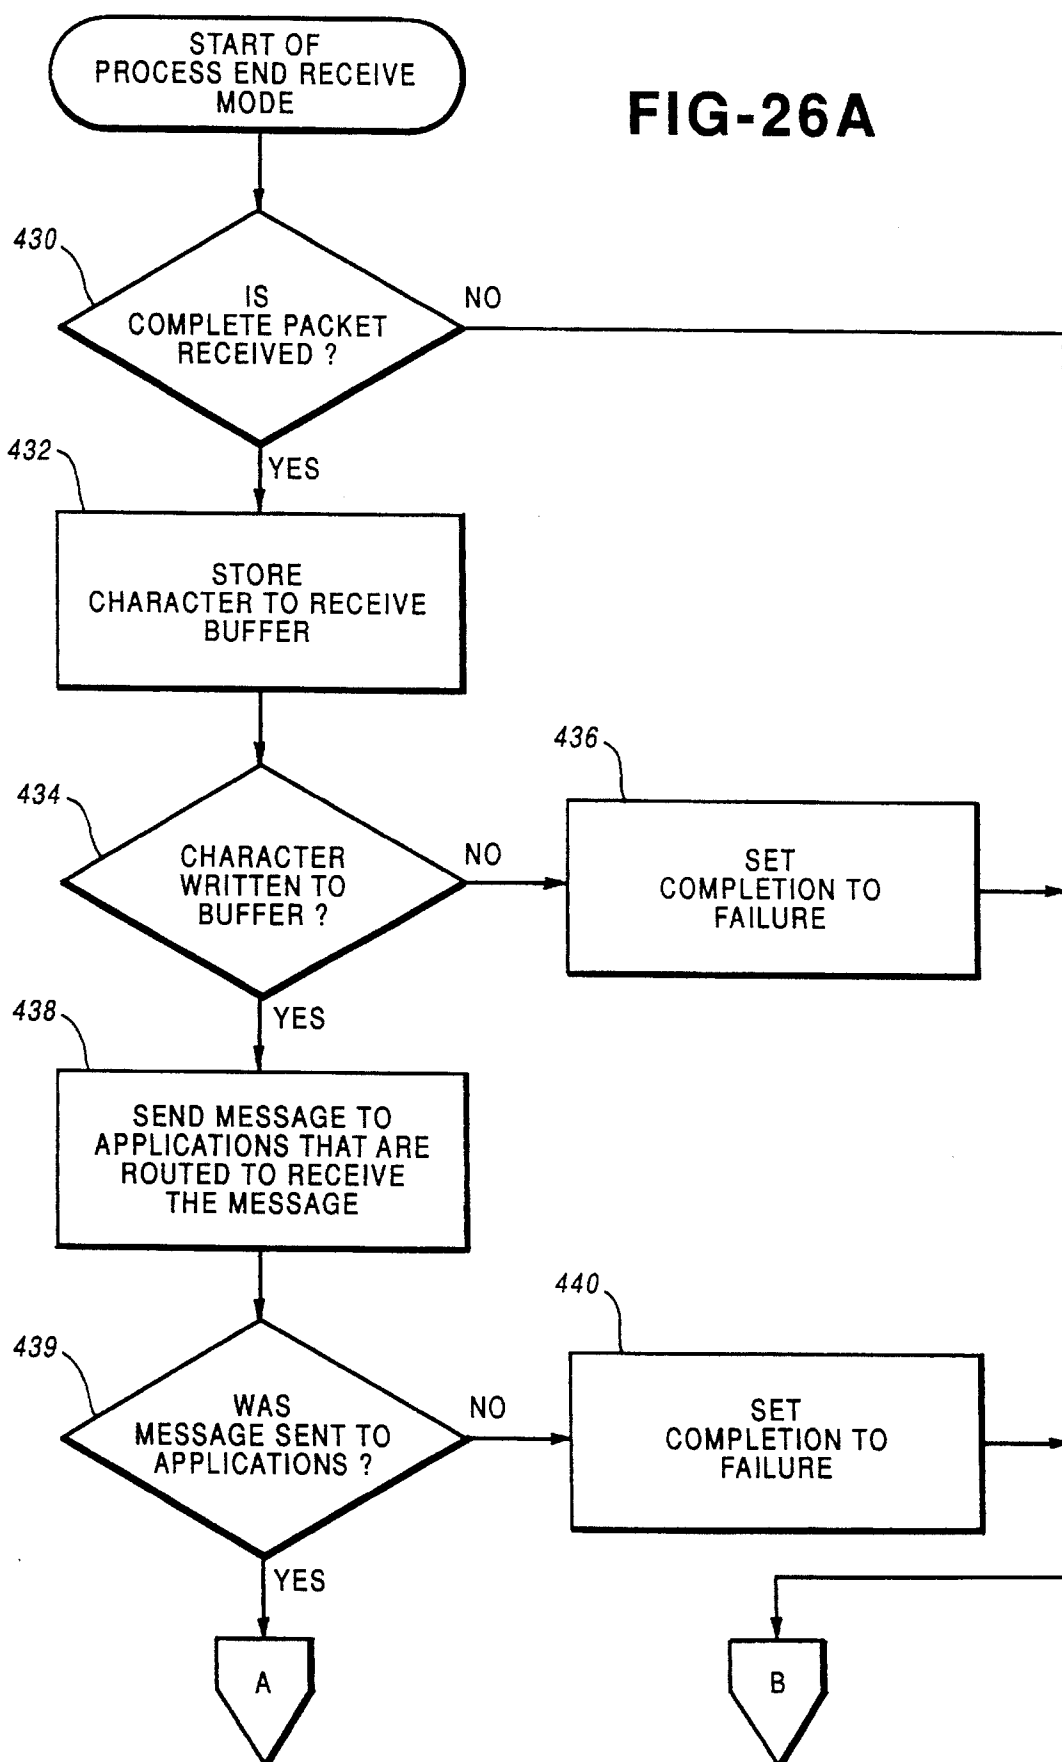 START OF
PROCESS END RECEIVE
MODE
FIG-26A
430
IS
COMPLETE PACKET
RECEIVED ?
NO
YES
432
STORE
CHARACTER TO RECEIVE
BUFFER
434
CHARACTER
WRITTEN TO
BUFFER ?
NO
436
SET
COMPLETION TO
FAILURE
YES
438
SEND MESSAGE TO
APPLICATIONS THAT ARE
ROUTED TO RECEIVE
THE MESSAGE
439
WAS
MESSAGE SENT TO
APPLICATIONS ?
NO
440
SET
COMPLETION TO
FAILURE
YES
A
B